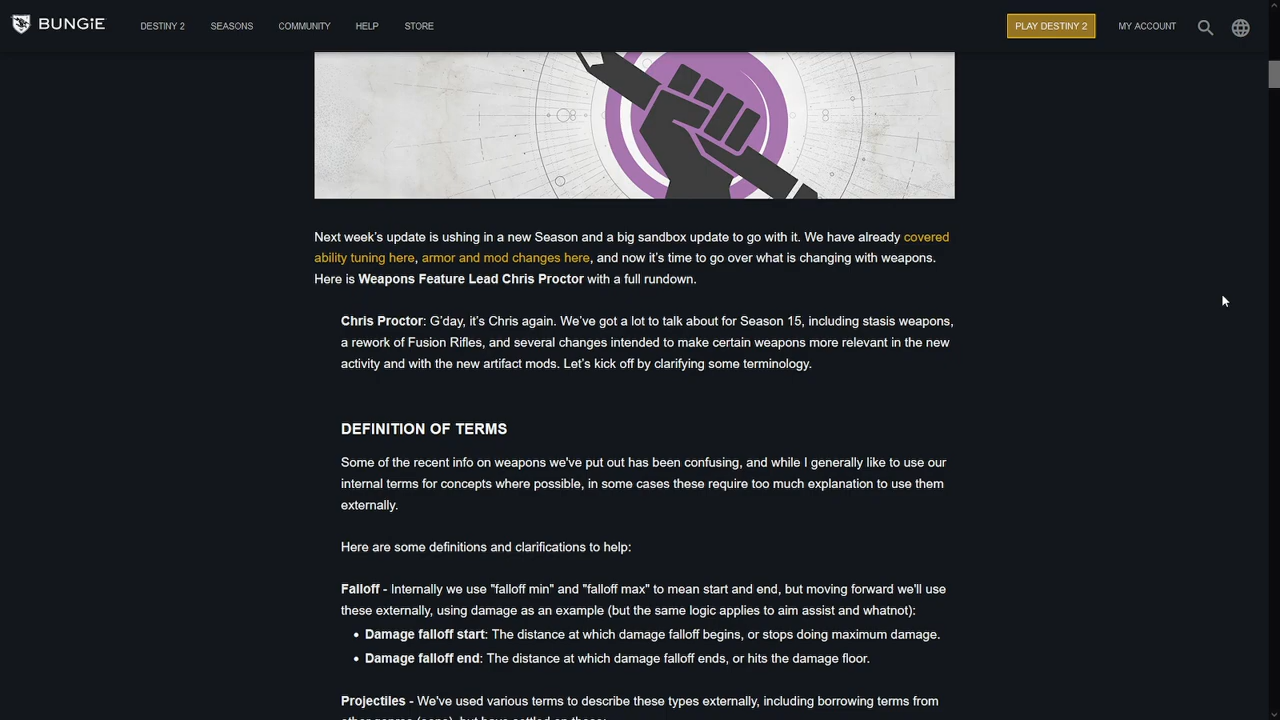 BUNGiE DESTINY 2 SEASONS COMMUNITY HELP STORE PLAY DESTINY 2 MY ACCOUNT
Next week's update is ushing in a new Season and a big sandbox update to go with it. We have already covered
ability tuning here, armor and mod changes here, and now it's time to go over what is changing with weapons.
Here is Weapons Feature Lead Chris Proctor with a full rundown.
Chris Proctor: G'day, it's Chris again. We've got a lot to talk about for Season 15, including stasis weapons,
a rework of Fusion Rifles, and several changes intended to make certain weapons more relevant in the new
activity and with the new artifact mods. Let's kick off by clarifying some terminology.
DEFINITION OF TERMS
Some of the recent info on weapons we've put out has been confusing, and while I generally like to use our
internal terms for concepts where possible, in some cases these require too much explanation to use them
externally.
Here are some definitions and clarifications to help:
Falloff - Internally we use "falloff min" and "falloff max" to mean start and end, but moving forward we'll use
these externally, using damage as an example (but the same logic applies to aim assist and whatnot):
• Damage falloff start: The distance at which damage falloff begins, or stops doing maximum damage.
• Damage falloff end: The distance at which damage falloff ends, or hits the damage floor.
Projectiles - We've used various terms to describe these types externally, including borrowing terms from